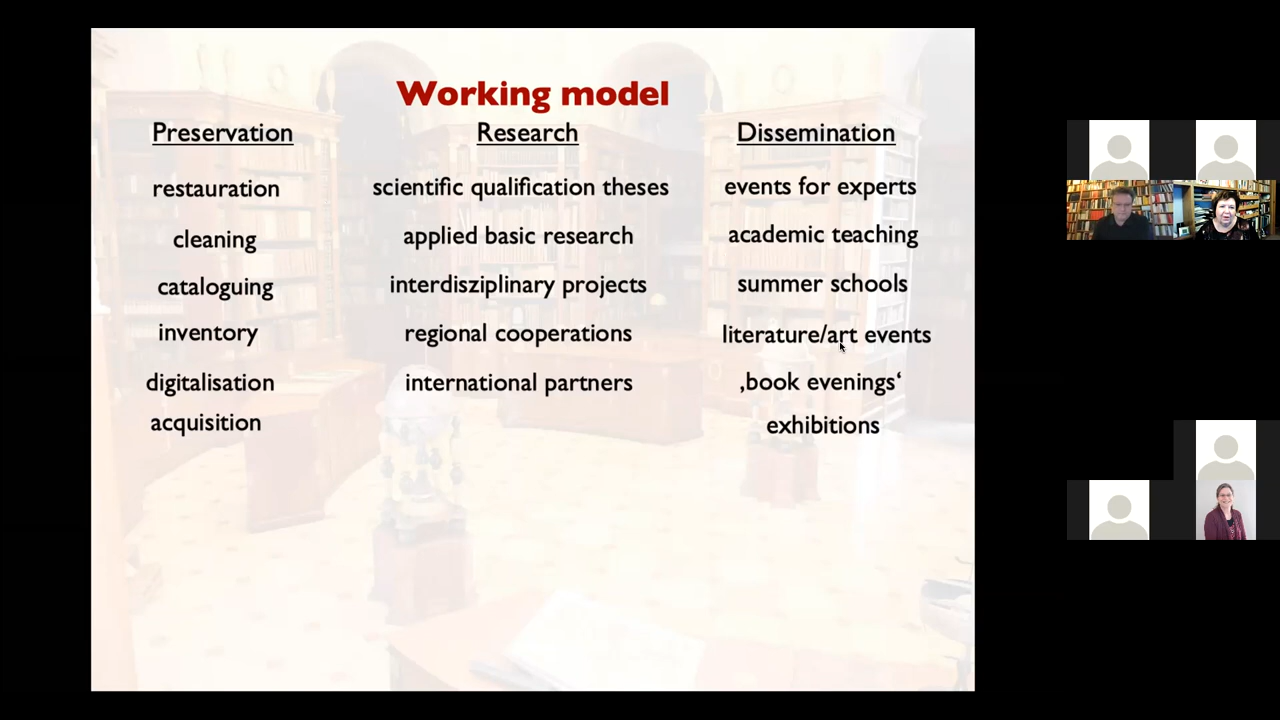 Working model
Preservation
restauration
cleaning
cataloguing
inventory
digitalisation
acquisition
Research
scientific qualification theses
applied basic research
interdisziplinary projects
regional cooperations
international partners
Dissemination
events for experts
academic teaching
summer schools
literature/art events
‚book evenings‘
exhibitions